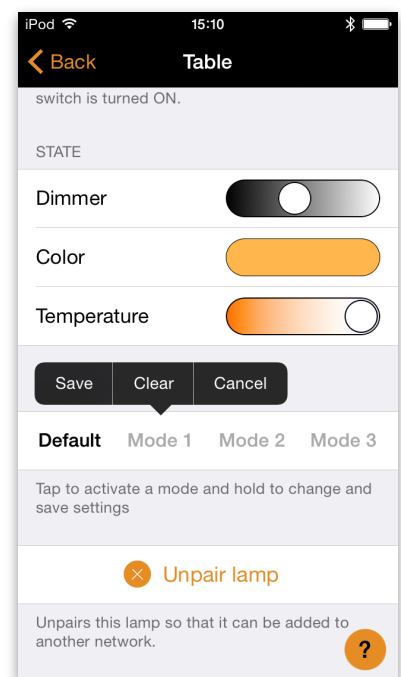 iPod 15:10
Back Table
switch is turned ON.
STATE
Dimmer
Color
Temperature
Save Clear Cancel
Default Mode 1 Mode 2 Mode 3
Tap to activate a mode and hold to change and
save settings
Unpair lamp
Unpairs this lamp so that it can be added to
another network.
?